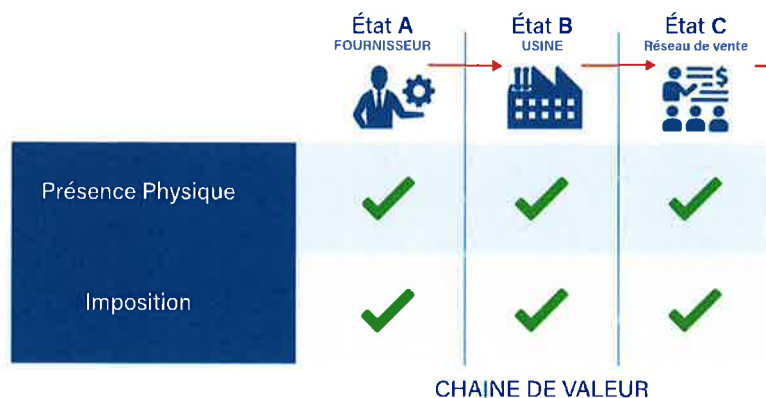 État A
FOURNISSEUR
État B
USINE
État C
Réseau de vente
$
Présence Physique
Imposition
CHAINE DE VALEUR